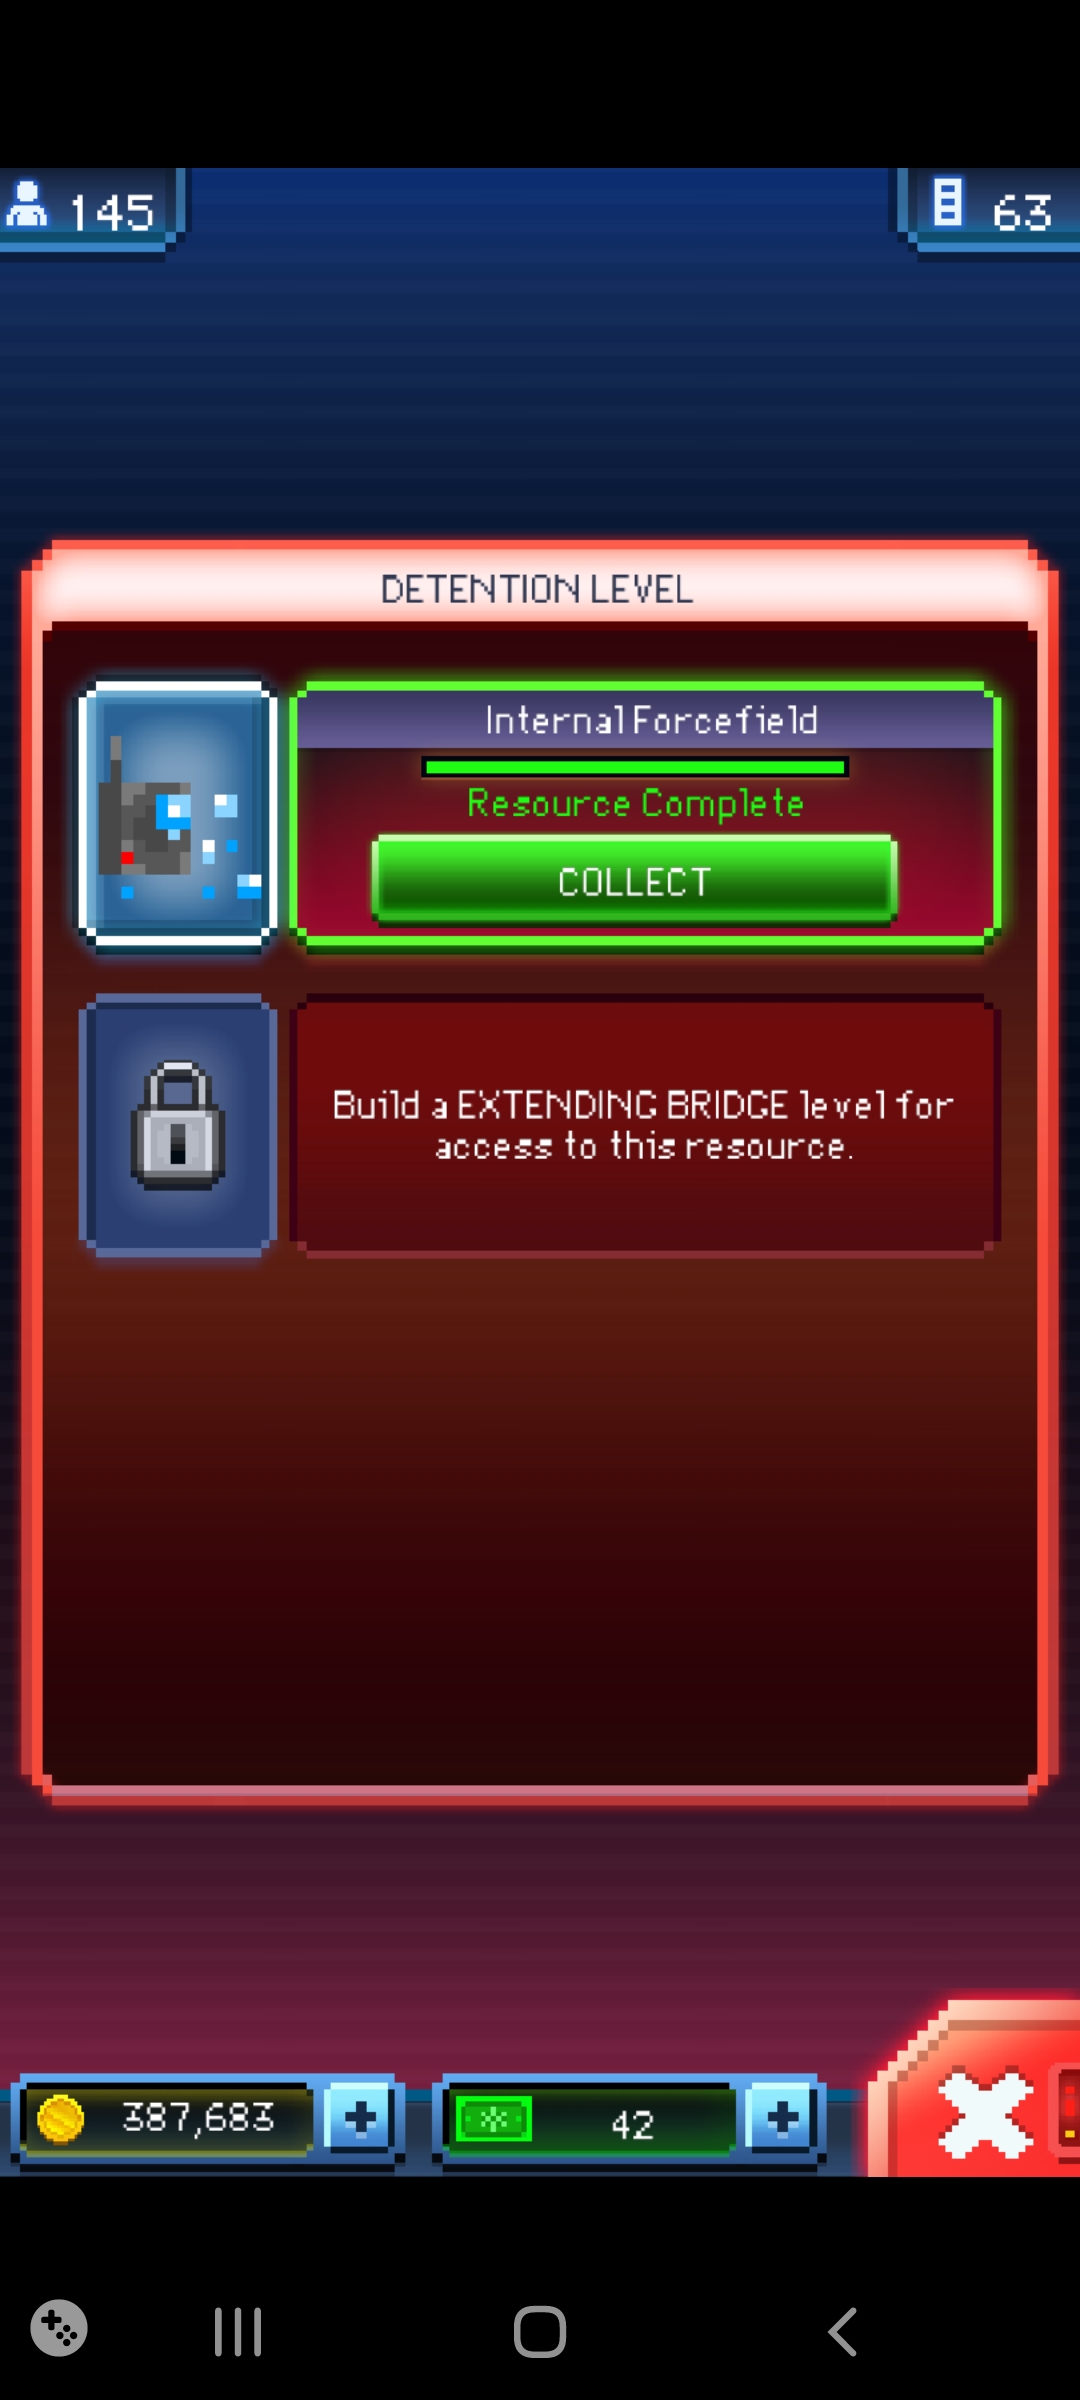 145
63
DETENTION LEVEL
Internal Forcefield
Resource Complete
COLLECT
Build a EXTENDING BRIDGE level for
access to this resource.
387,683
42